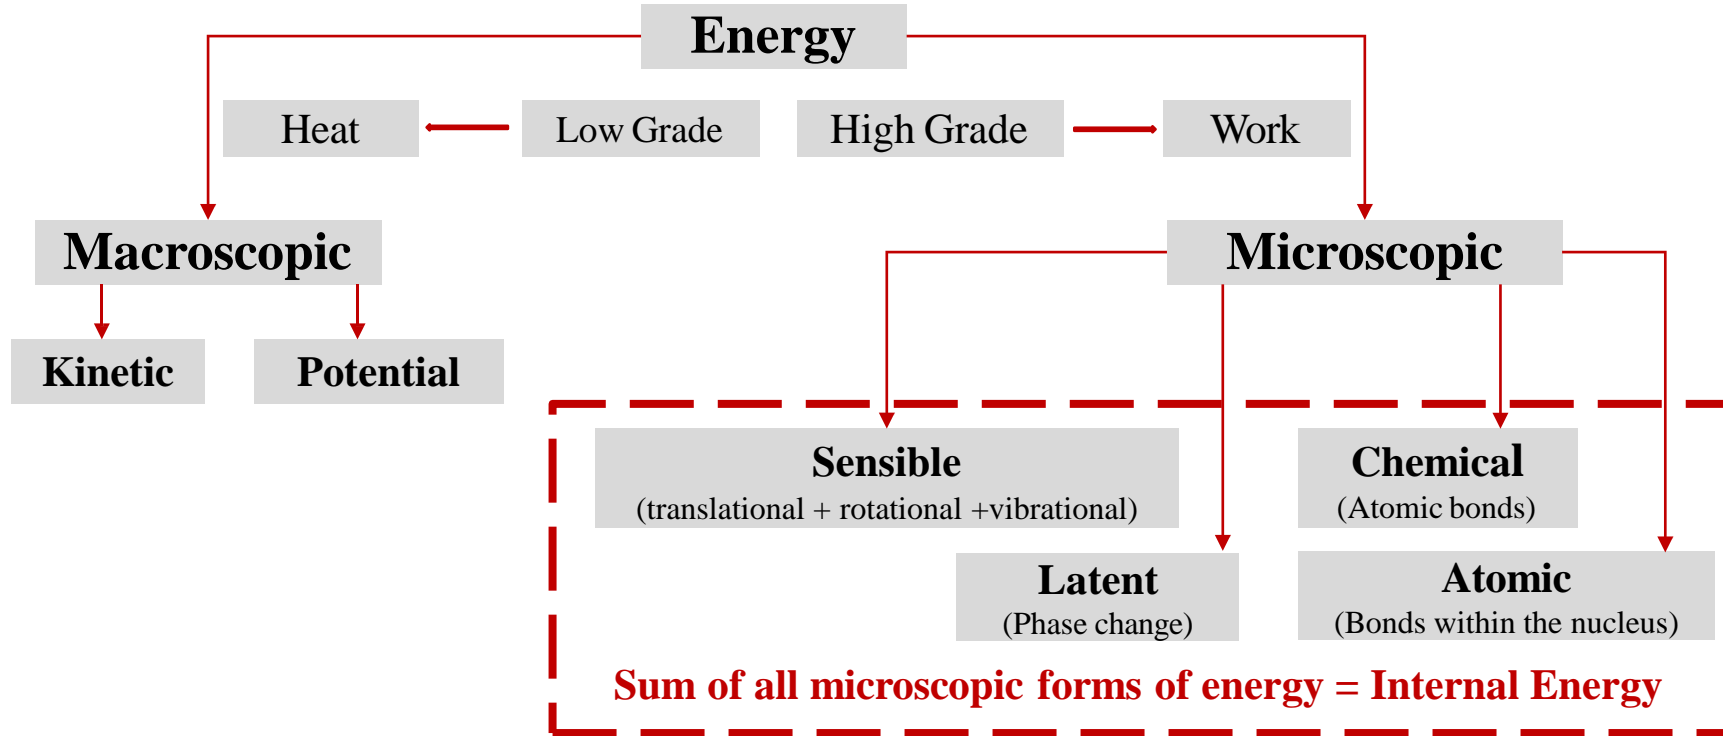 Energy
Heat
Low Grade
High Grade
Work
Macroscopic
Microscopic
Kinetic
Potential
Sensible
(translational + rotational +vibrational)
Chemical
(Atomic bonds)
Latent
(Phase change)
Atomic
(Bonds within the nucleus)
Sum of all microscopic forms of energy = Internal Energy